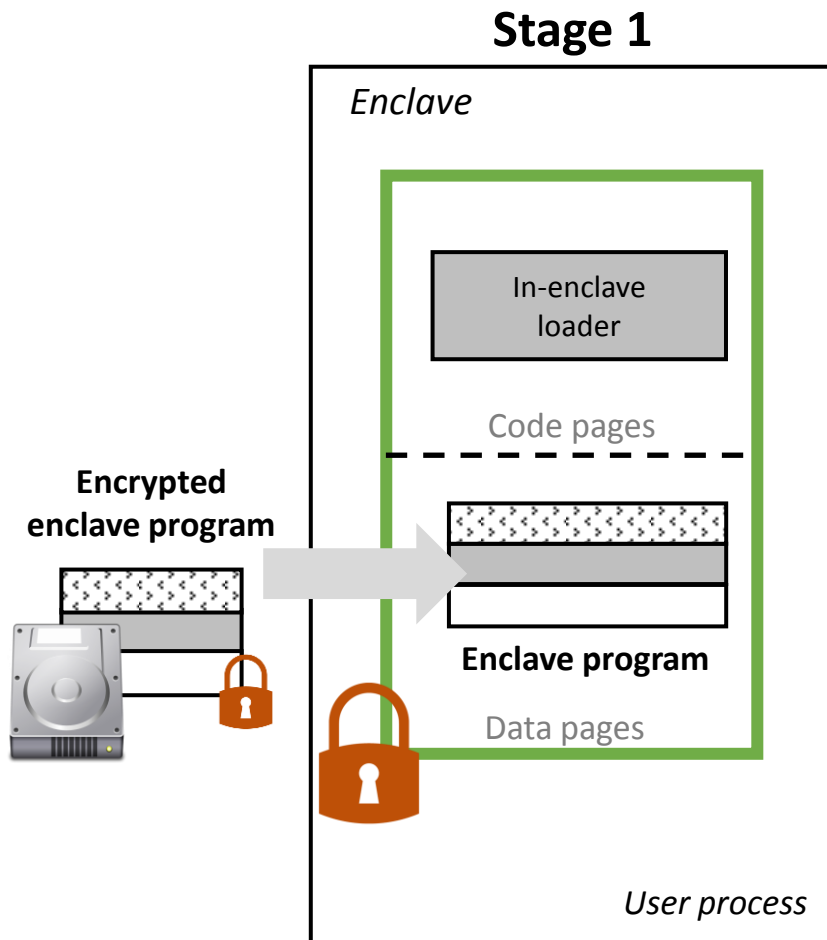 Stage 1
Enclave
In-enclave
loader
Code pages
Encrypted
enclave program
Enclave program
Data pages
User process